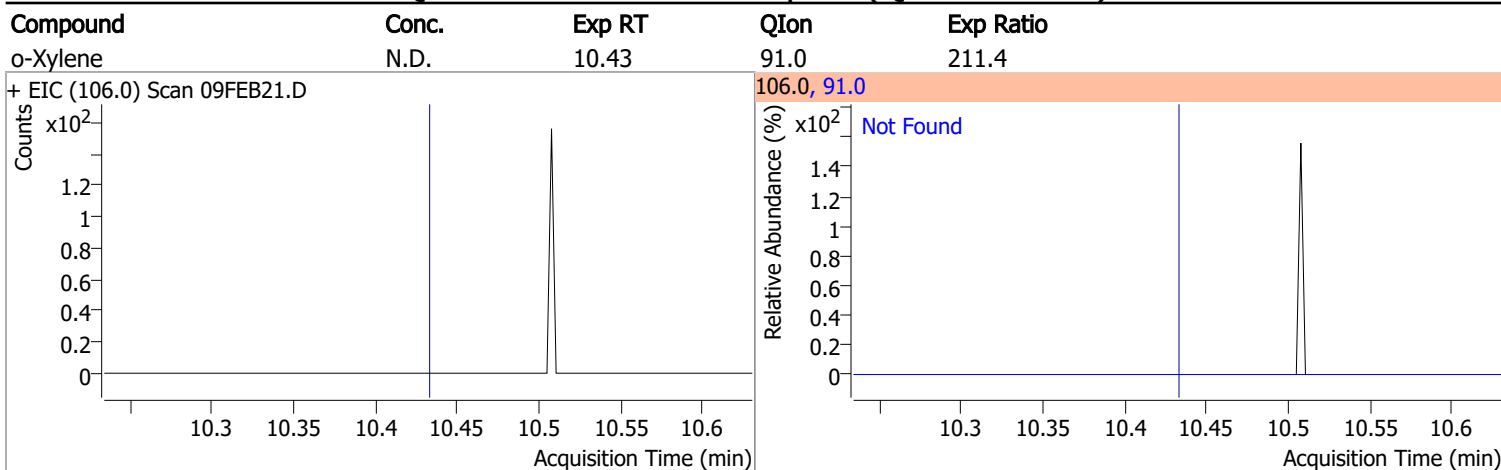 Compound Conc. Exp RT QIon Exp Ratio
o-Xylene N.D. 10.43 91.0 211.4
+ EIC (106.0) Scan 09FEB21.D
Counts
x10²
1.2
1
0.8
0.6
0.4
0.2
0
10.3 10.35 10.4 10.45 10.5 10.55 10.6
Acquisition Time (min)
106.0, 91.0
Relative Abundance (%)
x10²
Not Found
1.4
1.2
1
0.8
0.6
0.4
0.2
0
10.3 10.35 10.4 10.45 10.5 10.55 10.6
Acquisition Time (min)